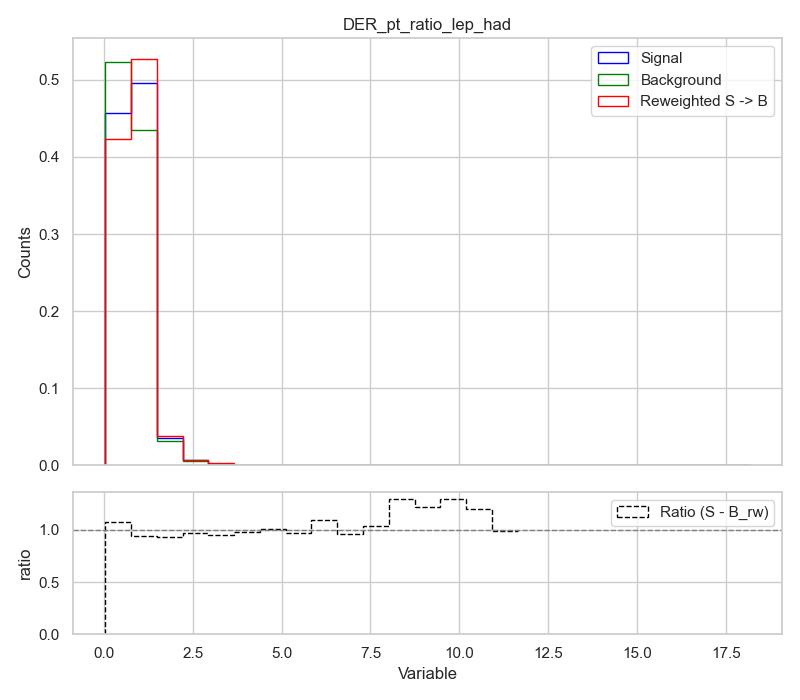 DER_pt_ratio_lep_had
Signal
Background
Reweighted S -> B
Counts
0.5
0.4
0.3
0.2
0.1
0.0
Ratio (S - B_rw)
ratio
1.0
0.5
0.0
0.0 2.5 5.0 7.5 10.0 12.5 15.0 17.5
Variable